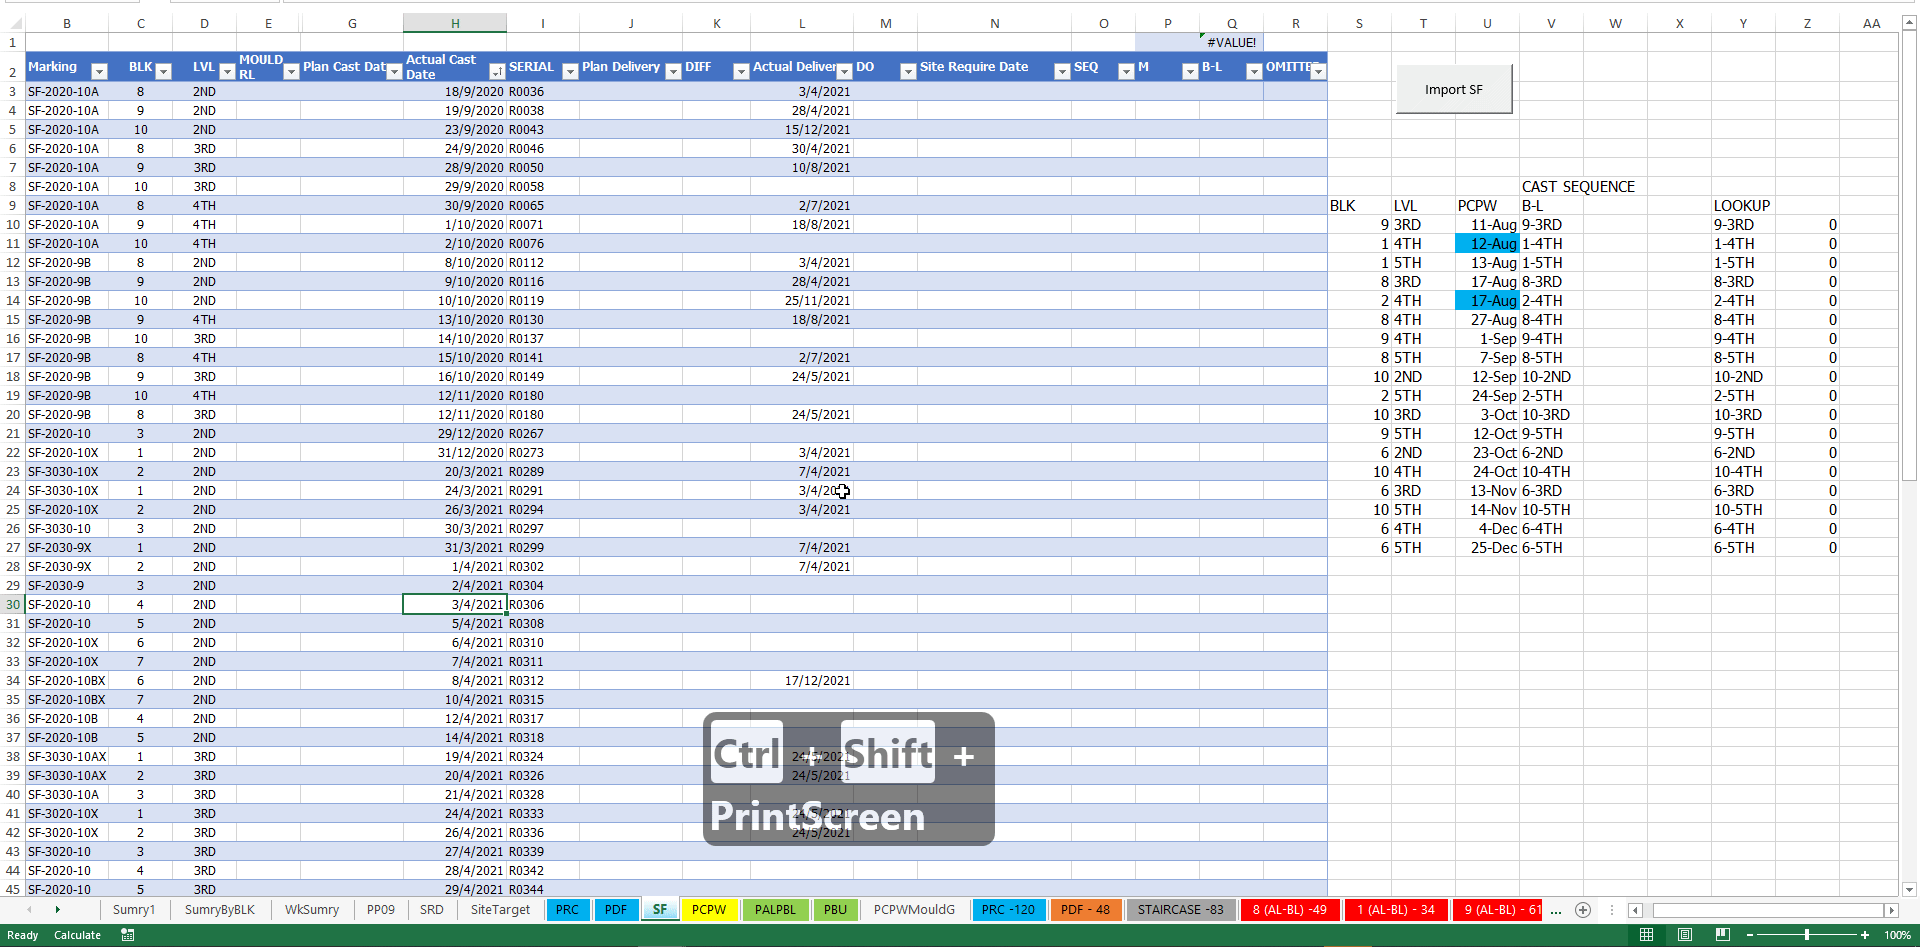 B C D E G H I J K L M N O P Q R S T U V W X Y Z AA
1 #VALUE!
2 Marking BLK LVL MOULD RL Plan Cast Dat Actual Cast Date SERIAL Plan Delivery DIFF Actual Deliver DO Site Require Date SEQ M B-L OMITTE
Import SF
3 SF-2020-10A 8 2ND 18/9/2020 R0036 3/4/2021
4 SF-2020-10A 9 2ND 19/9/2020 R0038 28/4/2021
5 SF-2020-10A 10 2ND 23/9/2020 R0043 15/12/2021
6 SF-2020-10A 8 3RD 24/9/2020 R0046 30/4/2021
7 SF-2020-10A 9 3RD 28/9/2020 R0050 10/8/2021
8 SF-2020-10A 10 3RD 29/9/2020 R0058 CAST SEQUENCE
9 SF-2020-10A 8 4TH 30/9/2020 R0065 2/7/2021 BLK LVL PCPW B-L LOOKUP
10 SF-2020-10A 9 4TH 1/10/2020 R0071 18/8/2021 9 3RD 11-Aug 9-3RD 9-3RD 0
11 SF-2020-10A 10 4TH 2/10/2020 R0076 1 4TH 12-Aug 1-4TH 1-4TH 0
12 SF-2020-9B 8 2ND 8/10/2020 R0112 3/4/2021 1 5TH 13-Aug 1-5TH 1-5TH 0
13 SF-2020-9B 9 2ND 9/10/2020 R0116 28/4/2021 8 3RD 17-Aug 8-3RD 8-3RD 0
14 SF-2020-9B 10 2ND 10/10/2020 R0119 25/11/2021 2 4TH 17-Aug 2-4TH 2-4TH 0
15 SF-2020-9B 9 4TH 13/10/2020 R0130 18/8/2021 8 4TH 27-Aug 8-4TH 8-4TH 0
16 SF-2020-9B 10 3RD 14/10/2020 R0137 9 4TH 1-Sep 9-4TH 9-4TH 0
17 SF-2020-9B 8 4TH 15/10/2020 R0141 2/7/2021 8 5TH 7-Sep 8-5TH 8-5TH 0
18 SF-2020-9B 9 3RD 16/10/2020 R0149 24/5/2021 10 2ND 12-Sep 10-2ND 10-2ND 0
19 SF-2020-9B 10 4TH 12/11/2020 R0180 2 5TH 24-Sep 2-5TH 2-5TH 0
20 SF-2020-9B 8 3RD 12/11/2020 R0180 24/5/2021 10 3RD 3-Oct 10-3RD 10-3RD 0
21 SF-2020-10 3 2ND 29/12/2020 R0267 9 5TH 12-Oct 9-5TH 9-5TH 0
22 SF-2020-10X 1 2ND 31/12/2020 R0273 3/4/2021 6 2ND 23-Oct 6-2ND 6-2ND 0
23 SF-3030-10X 2 2ND 20/3/2021 R0289 7/4/2021 10 4TH 24-Oct 10-4TH 10-4TH 0
24 SF-3030-10X 1 2ND 24/3/2021 R0291 3/4/2021 6 3RD 13-Nov 6-3RD 6-3RD 0
25 SF-2020-10X 2 2ND 26/3/2021 R0294 3/4/2021 10 5TH 14-Nov 10-5TH 10-5TH 0
26 SF-3030-10 3 2ND 30/3/2021 R0297 6 4TH 4-Dec 6-4TH 6-4TH 0
27 SF-2030-9X 1 2ND 31/3/2021 R0299 7/4/2021 6 5TH 25-Dec 6-5TH 6-5TH 0
28 SF-2030-9X 2 2ND 1/4/2021 R0302 7/4/2021
29 SF-2030-9 3 2ND 2/4/2021 R0304
30 SF-2020-10 4 2ND 3/4/2021 R0306
31 SF-2020-10 5 2ND 5/4/2021 R0308
32 SF-2020-10X 6 2ND 6/4/2021 R0310
33 SF-2020-10X 7 2ND 7/4/2021 R0311
34 SF-2020-10BX 6 2ND 8/4/2021 R0312 17/12/2021
35 SF-2020-10BX 7 2ND 10/4/2021 R0315
36 SF-2020-10B 4 2ND 12/4/2021 R0317
37 SF-2020-10B 5 2ND 14/4/2021 R0318
38 SF-3030-10AX 1 3RD 19/4/2021 R0324 24/5/2021
39 SF-3030-10AX 2 3RD 20/4/2021 R0326 24/5/2021
40 SF-3030-10A 3 3RD 21/4/2021 R0328
41 SF-3020-10X 1 3RD 24/4/2021 R0333 24/5/2021
42 SF-3020-10X 2 3RD 26/4/2021 R0336 24/5/2021
43 SF-3020-10 3 3RD 27/4/2021 R0339
44 SF-2020-10 4 3RD 28/4/2021 R0342
45 SF-2020-10 5 3RD 29/4/2021 R0344
Ctrl + Shift +
PrintScreen
Sumry1 SumryByBLK WkSumry PP09 SRD SiteTarget PRC PDF SF PCPW PALPBL PBU PCPWMouldG PRC -120 PDF - 48 STAIRCASE -83 8 (AL-BL) -49 1 (AL-BL) - 34 9 (AL-BL) - 61 ...
Ready Calculate 100%